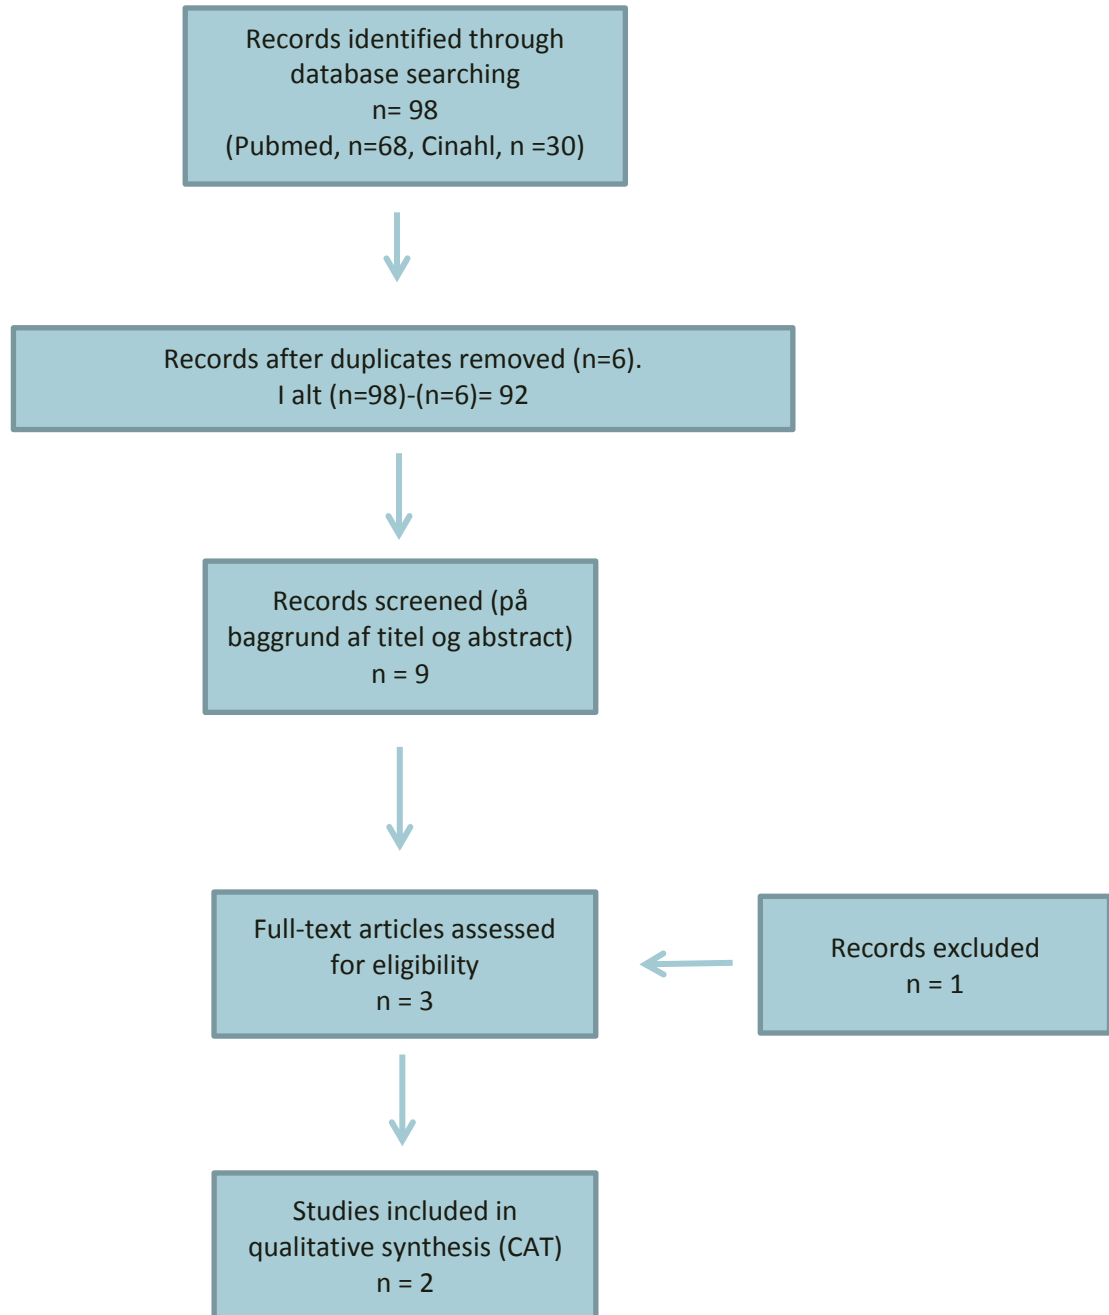 Records identified through
database searching
n= 98
(Pubmed, n=68, Cinahl, n =30)
Records after duplicates removed (n=6).
I alt (n=98)-(n=6)= 92
Records screened (på
baggrund af titel og abstract)
n = 9
Full-text articles assessed
for eligibility
n = 3
Records excluded
n = 1
Studies included in
qualitative synthesis (CAT)
n = 2